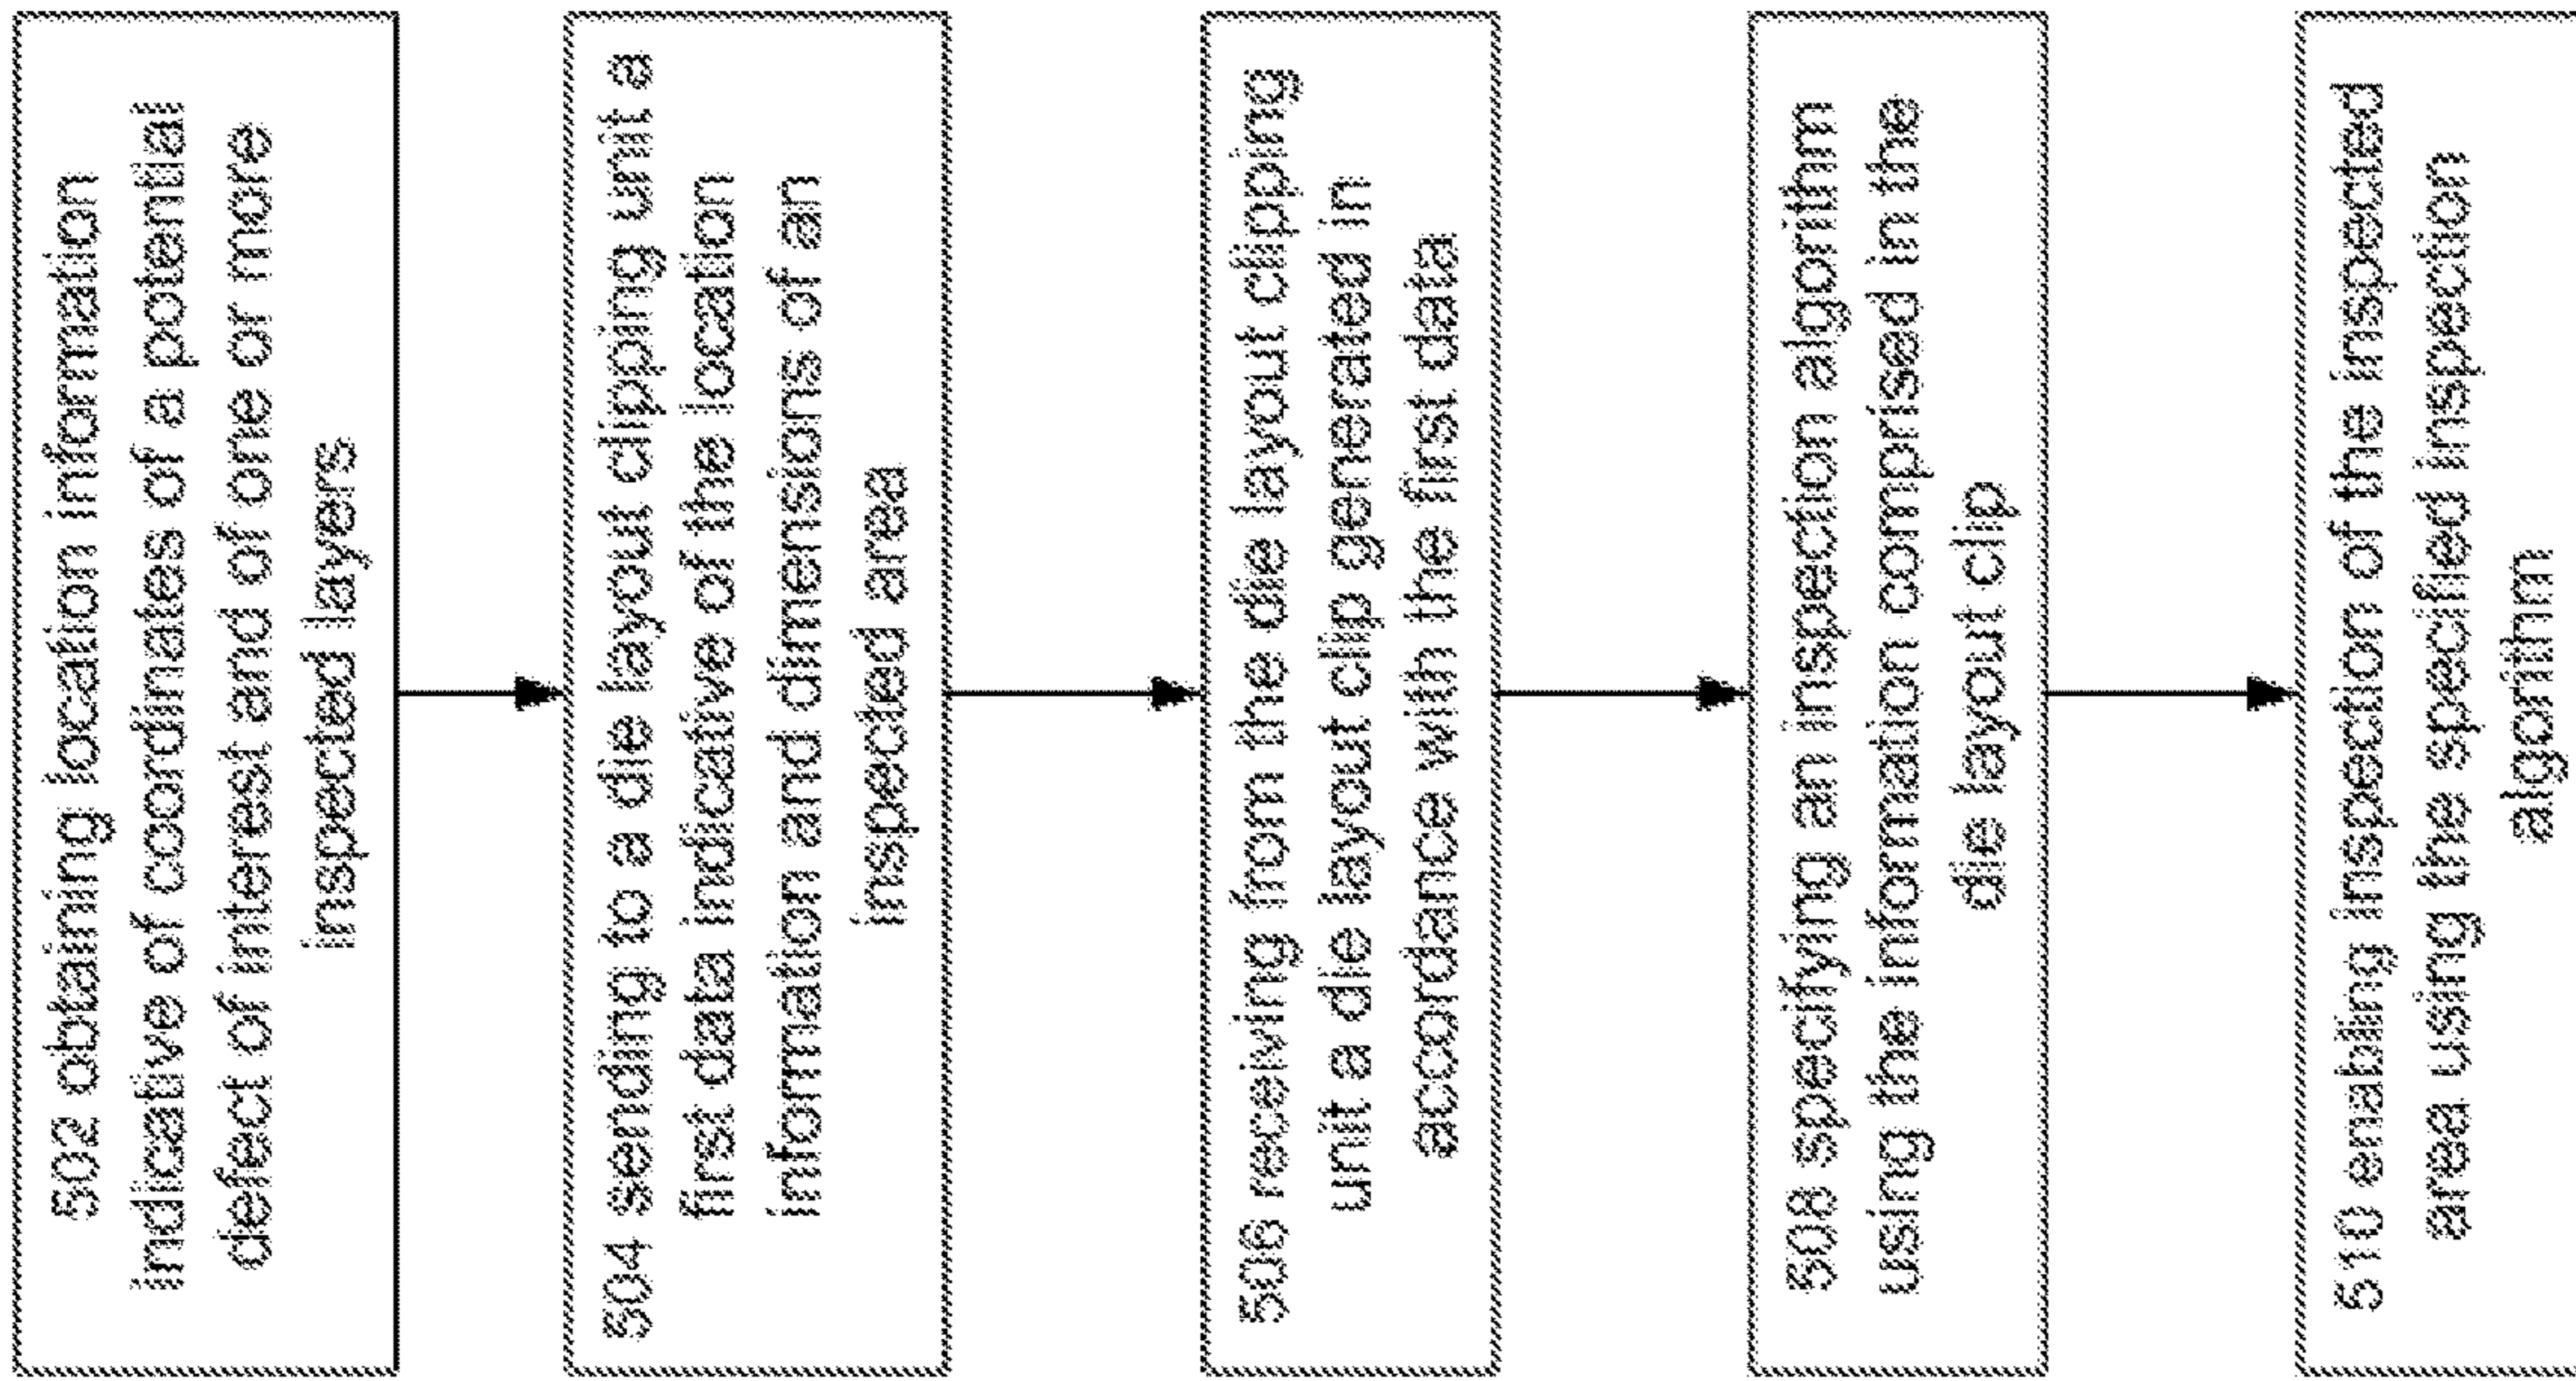 502 obtaining location information
indicative of coordinates of a potential
defect of interest and of one or more
inspected layers
504 sending to a die layout clipping unit a
first data indicative of the location
information and dimensions of an
inspected area
506 receiving from the die layout clipping
unit a die layout clip generated in
accordance with the first data
508 specifying an inspection algorithm
using the information comprised in the
die layout clip
510 enabling inspection of the inspected
area using the specified inspection
algorithm